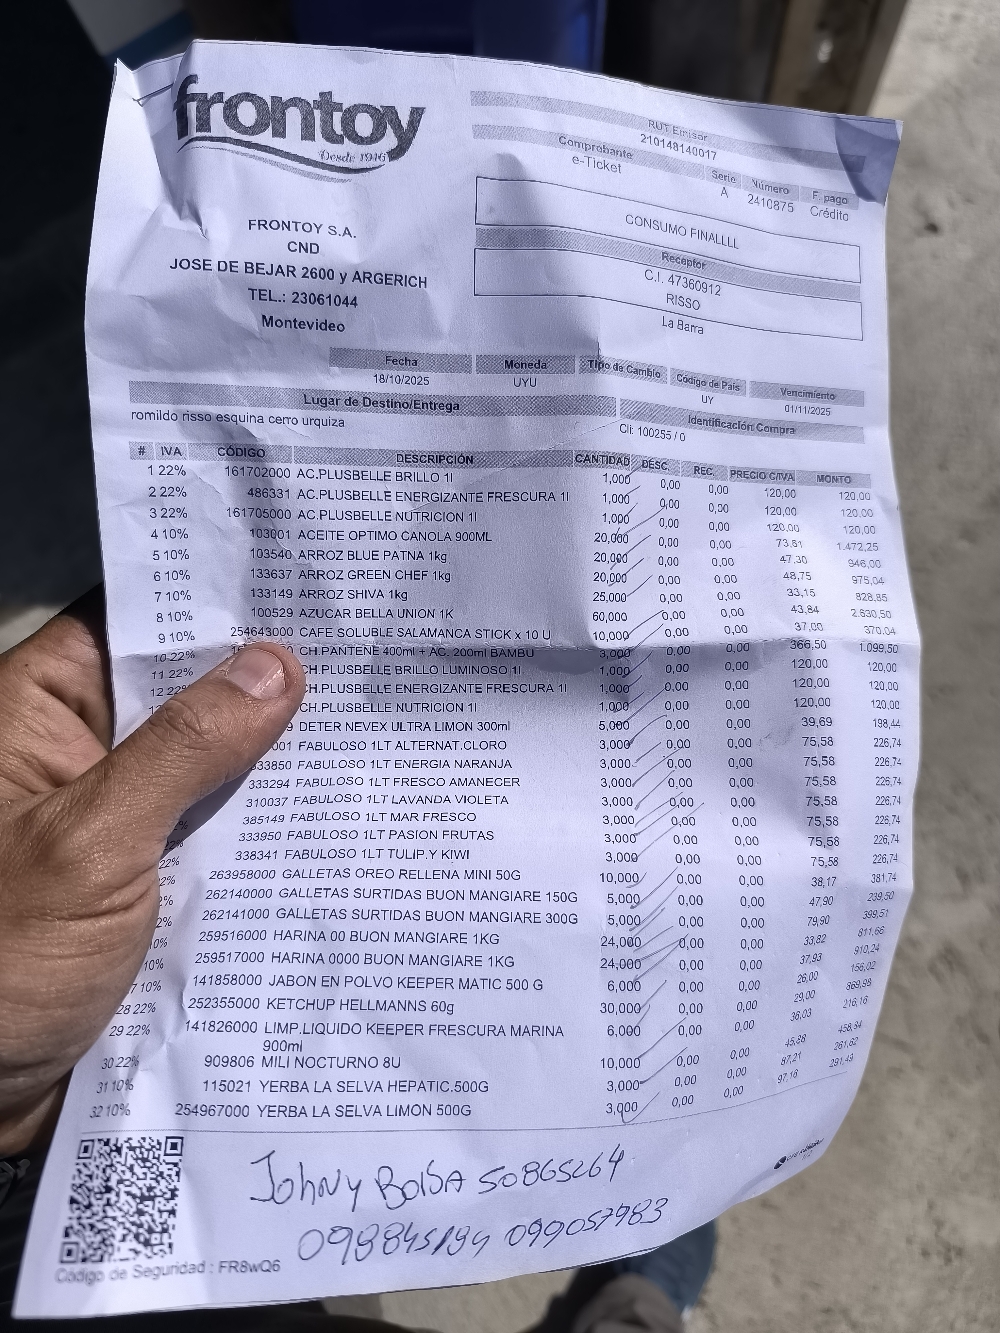 frontoy
Desde 1916
FRONTOY S.A.
CND
JOSE DE BEJAR 2600 y ARGERICH
TEL.: 23061044
Montevideo
RUT Emisor
210148140017
Comprobante Serie Número F. pago
e-Ticket A 2410875 Crédito
CONSUMO FINALLLL
Receptor
C.I. 47360912
RISSO
La Barra
Fecha Moneda Tipo de Cambio Código de País Vencimiento
18/10/2025 UYU UY 01/11/2025
Lugar de Destino/Entrega Identificación Compra
romildo risso esquina cerro urquiza Cli: 100255 / 0
# IVA CÓDIGO DESCRIPCIÓN CANTIDAD DESC. REC. PRECIO C/IVA MONTO
1 22% 161702000 AC.PLUSBELLE BRILLO 1l 1,000 0,00 0,00 120,00 120,00
2 22% 486331 AC.PLUSBELLE ENERGIZANTE FRESCURA 1l 1,000 0,00 0,00 120,00 120,00
3 22% 161705000 AC.PLUSBELLE NUTRICION 1l 1,000 0,00 0,00 120,00 120,00
4 10% 103001 ACEITE OPTIMO CANOLA 900ML 20,000 0,00 0,00 73,61 1.472,25
5 10% 103540 ARROZ BLUE PATNA 1kg 20,000 0,00 0,00 47,30 946,00
6 10% 133637 ARROZ GREEN CHEF 1kg 20,000 0,00 0,00 48,75 975,04
7 10% 133149 ARROZ SHIVA 1kg 25,000 0,00 0,00 33,15 828,85
8 10% 100529 AZUCAR BELLA UNION 1K 60,000 0,00 0,00 43,84 2.630,50
9 10% 254643000 CAFE SOLUBLE SALAMANCA STICK x 10 U 10,000 0,00 0,00 37,00 370,04
10 22% CH.PANTENE 400ml + AC. 200ml BAMBU 3,000 0,00 0,00 366,50 1.099,50
11 22% CH.PLUSBELLE BRILLO LUMINOSO 1l 1,000 0,00 0,00 120,00 120,00
12 22% CH.PLUSBELLE ENERGIZANTE FRESCURA 1l 1,000 0,00 0,00 120,00 120,00
CH.PLUSBELLE NUTRICION 1l 1,000 0,00 0,00 120,00 120,00
DETER NEVEX ULTRA LIMON 300ml 5,000 0,00 0,00 39,69 198,44
001 FABULOSO 1LT ALTERNAT.CLORO 3,000 0,00 0,00 75,58 226,74
333850 FABULOSO 1LT ENERGIA NARANJA 3,000 0,00 0,00 75,58 226,74
333294 FABULOSO 1LT FRESCO AMANECER 3,000 0,00 0,00 75,58 226,74
310037 FABULOSO 1LT LAVANDA VIOLETA 3,000 0,00 0,00 75,58 226,74
385149 FABULOSO 1LT MAR FRESCO 3,000 0,00 0,00 75,58 226,74
333950 FABULOSO 1LT PASION FRUTAS 3,000 0,00 0,00 75,58 226,74
22% 338341 FABULOSO 1LT TULIP.Y KIWI 3,000 0,00 0,00 75,58 226,74
2% 263958000 GALLETAS OREO RELLENA MINI 50G 10,000 0,00 0,00 38,17 381,74
2% 262140000 GALLETAS SURTIDAS BUON MANGIARE 150G 5,000 0,00 0,00 47,90 239,50
2% 262141000 GALLETAS SURTIDAS BUON MANGIARE 300G 5,000 0,00 0,00 79,90 399,51
0% 259516000 HARINA 00 BUON MANGIARE 1KG 24,000 0,00 0,00 33,82 811,66
10% 259517000 HARINA 0000 BUON MANGIARE 1KG 24,000 0,00 0,00 37,93 910,24
7 10% 141858000 JABON EN POLVO KEEPER MATIC 500 G 6,000 0,00 0,00 26,00 156,02
28 22% 252355000 KETCHUP HELLMANNS 60g 30,000 0,00 0,00 29,00 869,98
29 22% 141826000 LIMP.LIQUIDO KEEPER FRESCURA MARINA 6,000 0,00 0,00 36,03 216,16
900ml
30 22% 909806 MILI NOCTURNO 8U 10,000 0,00 0,00 45,88 458,84
31 10% 115021 YERBA LA SELVA HEPATIC.500G 3,000 0,00 0,00 87,21 261,62
32 10% 254967000 YERBA LA SELVA LIMON 500G 3,000 0,00 0,00 97,16 291,49
Johny Bolsa 50865264
098845184 099057983
Código de Seguridad : FR8wQ6